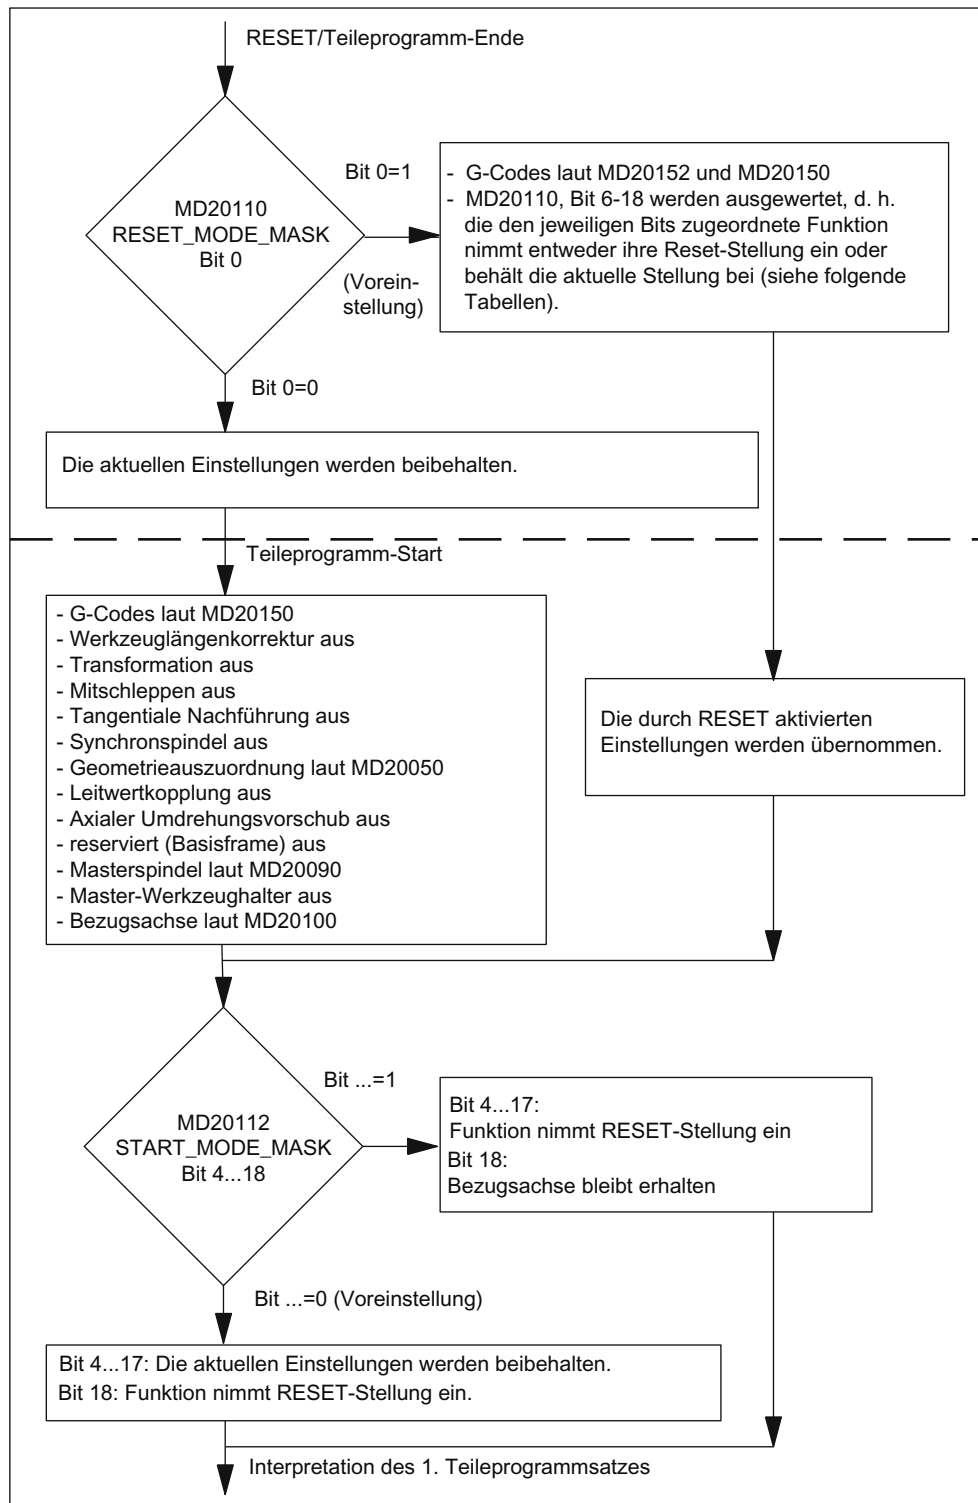 RESET/Teileprogramm-Ende
MD20110
RESET_MODE_MASK
Bit 0
Bit 0=1
(Vorein-
stellung)
- G-Codes laut MD20152 und MD20150
- MD20110, Bit 6-18 werden ausgewertet, d. h.
die den jeweiligen Bits zugeordnete Funktion
nimmt entweder ihre Reset-Stellung ein oder
behält die aktuelle Stellung bei (siehe folgende
Tabellen).
Bit 0=0
Die aktuellen Einstellungen werden beibehalten.
Teileprogramm-Start
- G-Codes laut MD20150
- Werkzeuglängenkorrektur aus
- Transformation aus
- Mitschleppen aus
- Tangentiale Nachführung aus
- Synchronspindel aus
- Geometrieauszuordnung laut MD20050
- Leitwertkopplung aus
- Axialer Umdrehungsvorschub aus
- reserviert (Basisframe) aus
- Masterspindel laut MD20090
- Master-Werkzeughalter aus
- Bezugsachse laut MD20100
Die durch RESET aktivierten
Einstellungen werden übernommen.
MD20112
START_MODE_MASK
Bit 4...18
Bit ...=1
Bit 4...17:
Funktion nimmt RESET-Stellung ein
Bit 18:
Bezugsachse bleibt erhalten
Bit ...=0 (Voreinstellung)
Bit 4...17: Die aktuellen Einstellungen werden beibehalten.
Bit 18: Funktion nimmt RESET-Stellung ein.
Interpretation des 1. Teileprogrammsatzes